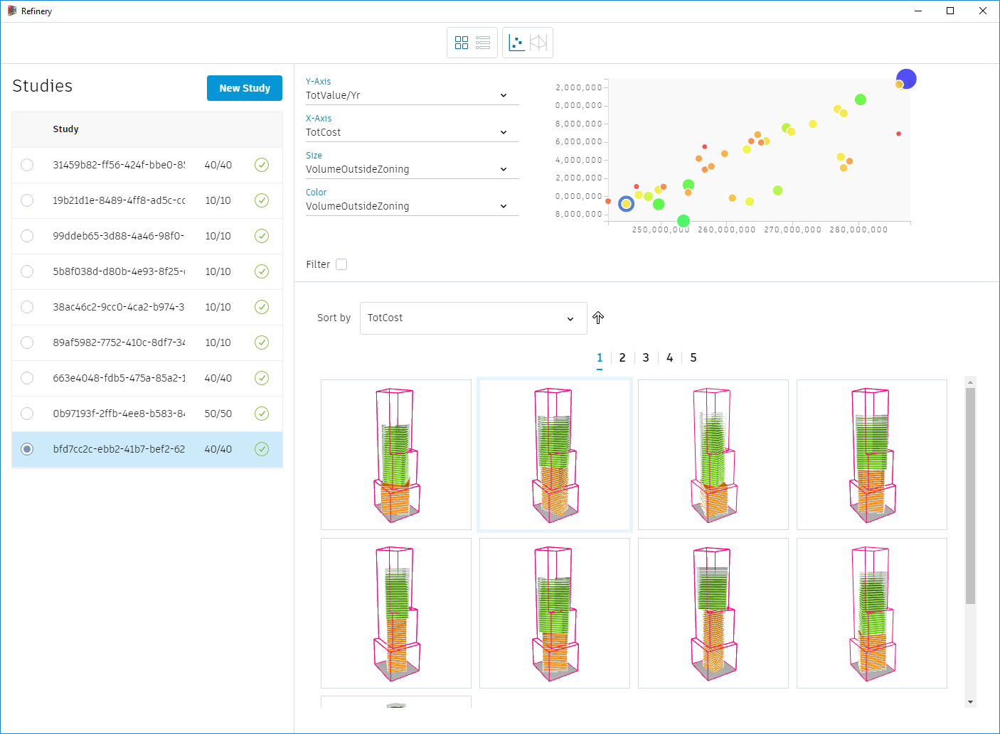 Refinery
Studies
New Study
Study
31459b82-ff56-424f-bbe0-8 40/40
19b21d1e-8489-4ff8-ad5c-cc 10/10
99ddeb65-3d88-4a46-98f0- 10/10
5b8f038d-d80b-4e93-8f25- 10/10
38ac46c2-9cc0-4ca2-b974-3 10/10
89af5982-7752-410c-8df7-34 10/10
663e4048-fdb5-475a-85a2-1 40/40
0b97193f-2ffb-4ee8-b583-84 50/50
bfd7cc2c-ebb2-41b7-bef2-62 40/40
Y-Axis
TotValue/Yr
X-Axis
TotCost
Size
VolumeOutsideZoning
Color
VolumeOutsideZoning
Filter
2,000,000
0,000,000
8,000,000
6,000,000
4,000,000
2,000,000
0,000,000
8,000,000
250,000,000 260,000,000 270,000,000 280,000,000
Sort by TotCost
1 2 3 4 5